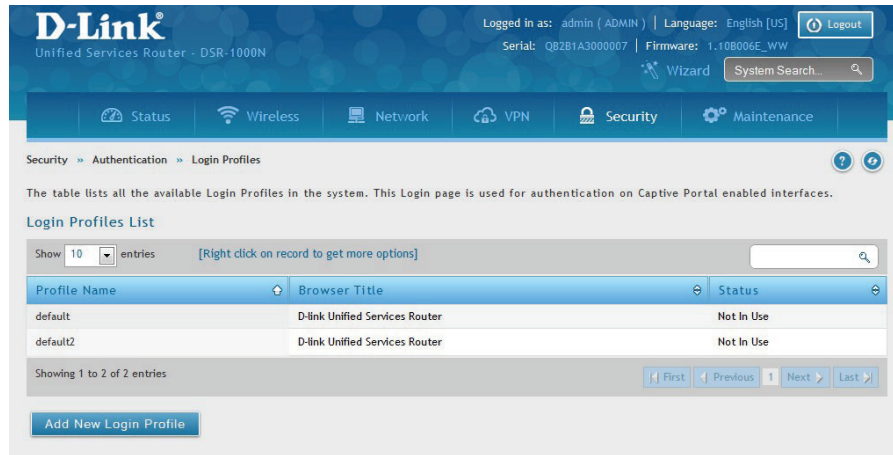 D-Link®
Unified Services Router - DSR-1000N
Logged in as: admin ( ADMIN ) | Language: English [US]
Logout
Serial: QB2B1A3000007 | Firmware: 1.10B006E_WW
Wizard
System Search...
Status
Wireless
Network
VPN
Security
Maintenance
Security » Authentication » Login Profiles
The table lists all the available Login Profiles in the system. This Login page is used for authentication on Captive Portal enabled interfaces.
Login Profiles List
Show 10 entries [Right click on record to get more options]
Profile Name Browser Title Status
default D-link Unified Services Router Not In Use
default2 D-link Unified Services Router Not In Use
Showing 1 to 2 of 2 entries
First Previous 1 Next Last
Add New Login Profile